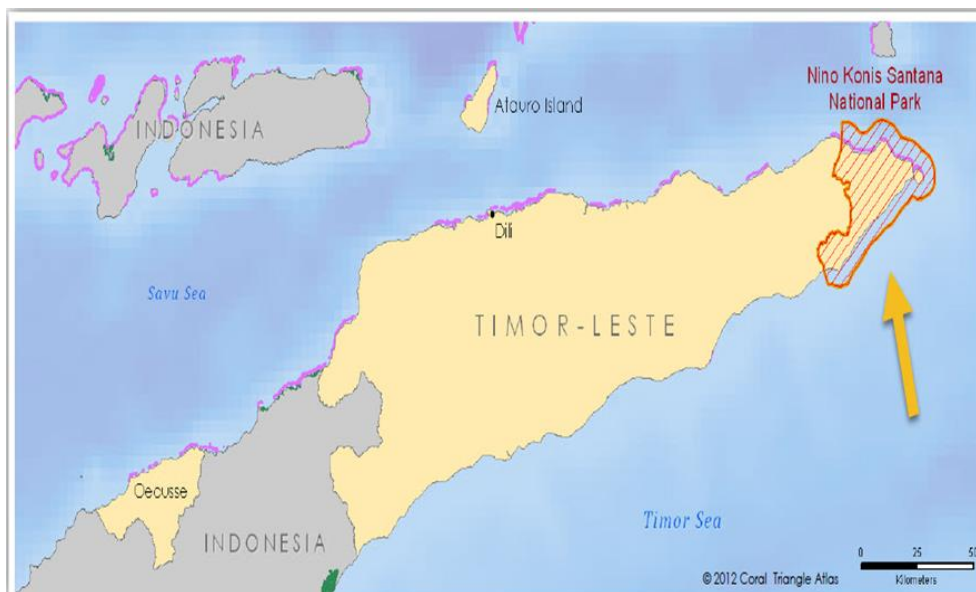 Nino Konis Santana
National Park
Atauro Island
INDONESIA
Dili
Savu Sea
TIMOR-LESTE
Oecusse
INDONESIA
Timor Sea
0 25 50
Kilometers
© 2012 Coral Triangle Atlas